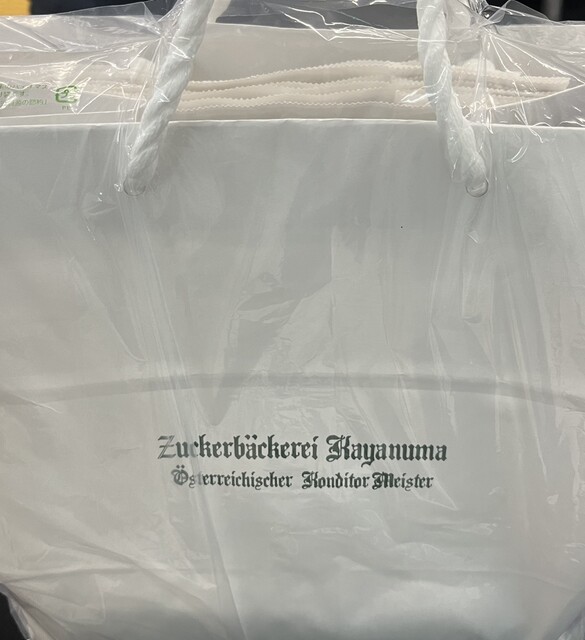 Zuckerbäckerei Kayanuma
Österreichischer Konditor Meister